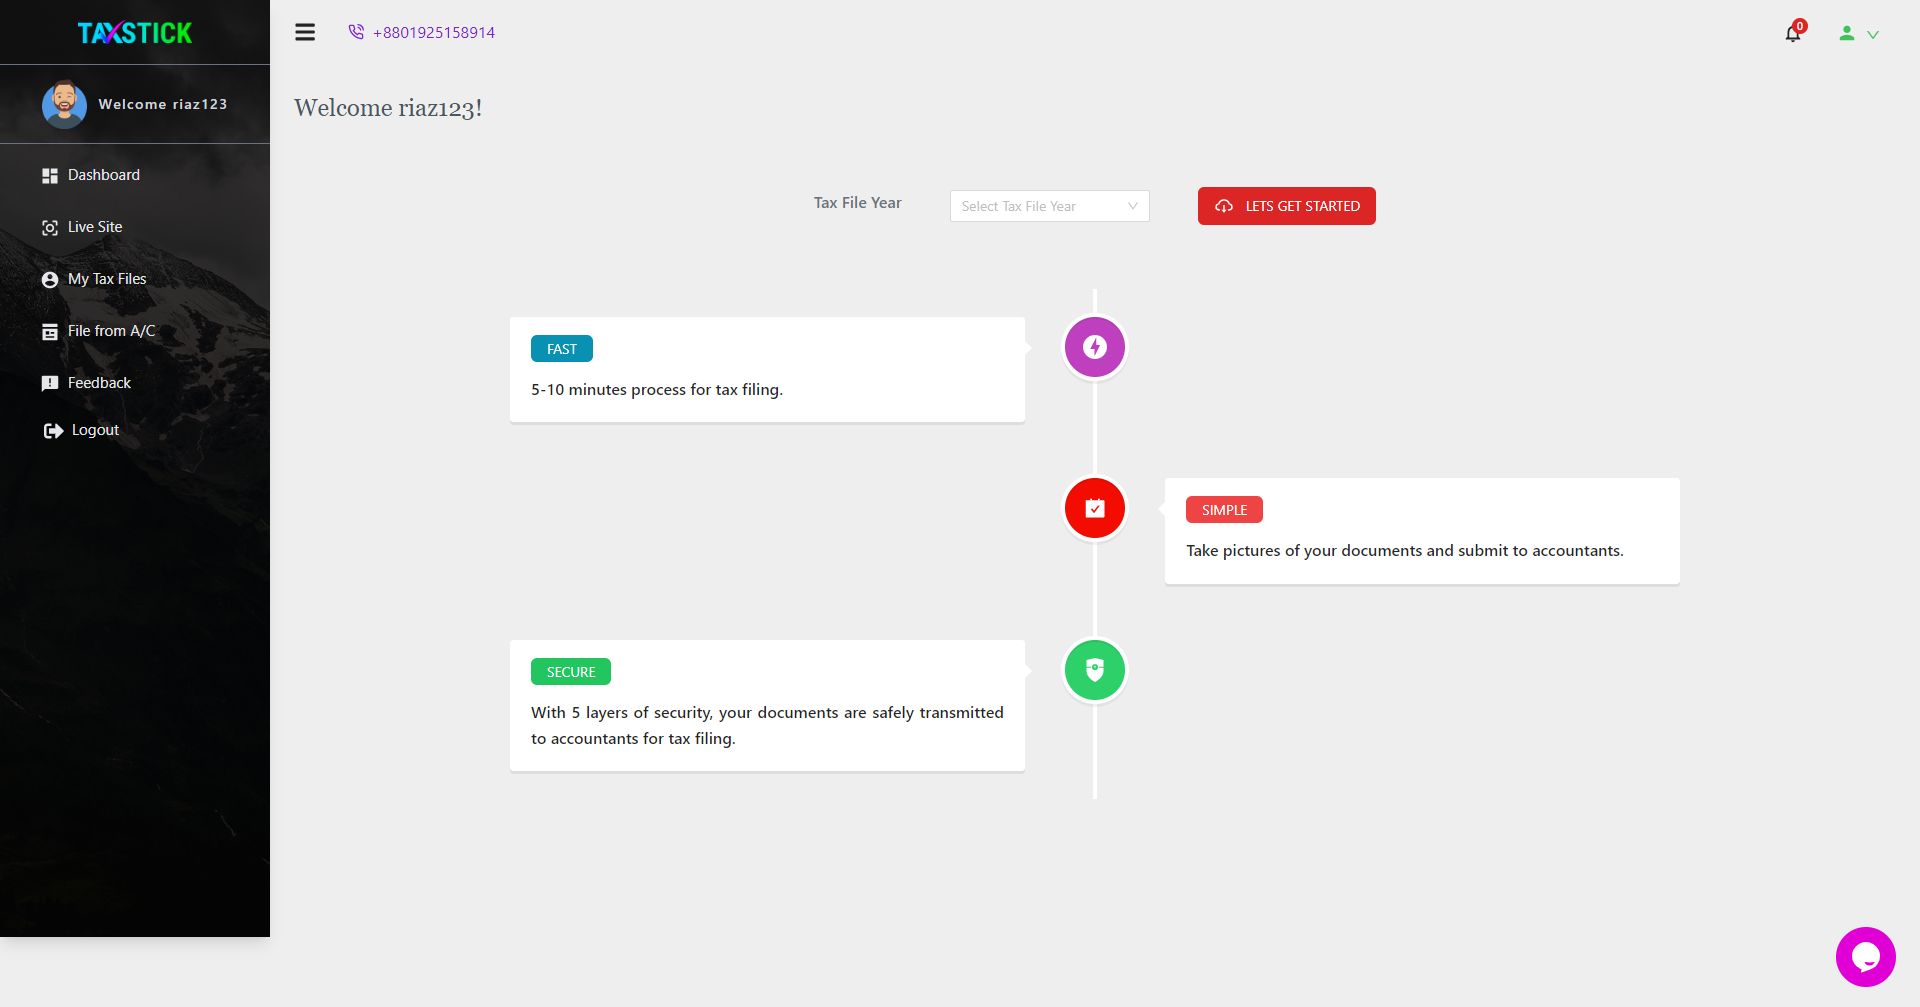 TAXSTICK
+8801925158914
0
Welcome riaz123
Welcome riaz123!
Dashboard
Live Site
My Tax Files
File from A/C
Feedback
Logout
Tax File Year
Select Tax File Year
LETS GET STARTED
FAST
5-10 minutes process for tax filing.
SIMPLE
Take pictures of your documents and submit to accountants.
SECURE
With 5 layers of security, your documents are safely transmitted
to accountants for tax filing.